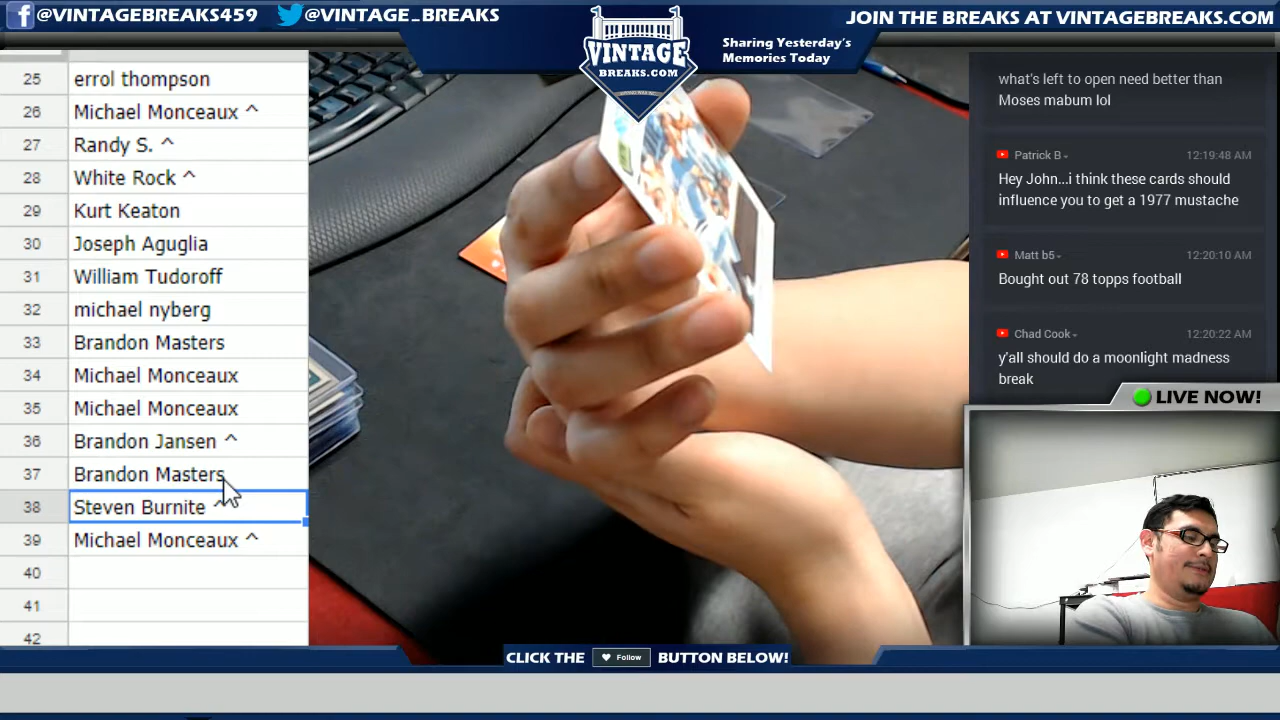 @VINTAGEBREAKS459
@VINTAGE_BREAKS
VINTAGE
BREAKS.COM
Sharing Yesterday's
Memories Today
JOIN THE BREAKS AT VINTAGEBREAKS.COM
25 errol thompson
26 Michael Monceaux ^
27 Randy S. ^
28 White Rock ^
29 Kurt Keaton
30 Joseph Aguglia
31 William Tudoroff
32 michael nyberg
33 Brandon Masters
34 Michael Monceaux
35 Michael Monceaux
36 Brandon Jansen ^
37 Brandon Masters
38 Steven Burnite ^
39 Michael Monceaux ^
40
41
42
what's left to open need better than
Moses mabum lol
Patrick B 12:19:48 AM
Hey John...i think these cards should
influence you to get a 1977 mustache
Matt b5 12:20:10 AM
Bought out 78 topps football
Chad Cook 12:20:22 AM
y'all should do a moonlight madness
break
LIVE NOW!
CLICK THE Follow BUTTON BELOW!